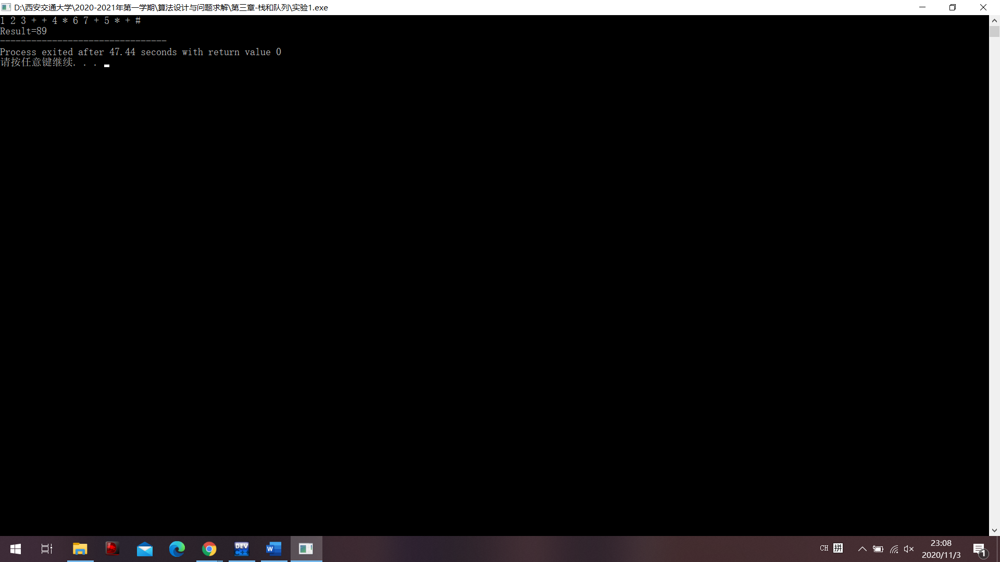 D:\西安交通大学\2020-2021年第一学期\算法设计与问题求解\第三章-栈和队列\实验1.exe
1 2 3 + + 4 * 6 7 + 5 * + #
Result=89
--------------------------------
Process exited after 47.44 seconds with return value 0
请按任意键继续. . .
DEV
C++
W
CH 拼
23:08
2020/11/3
1